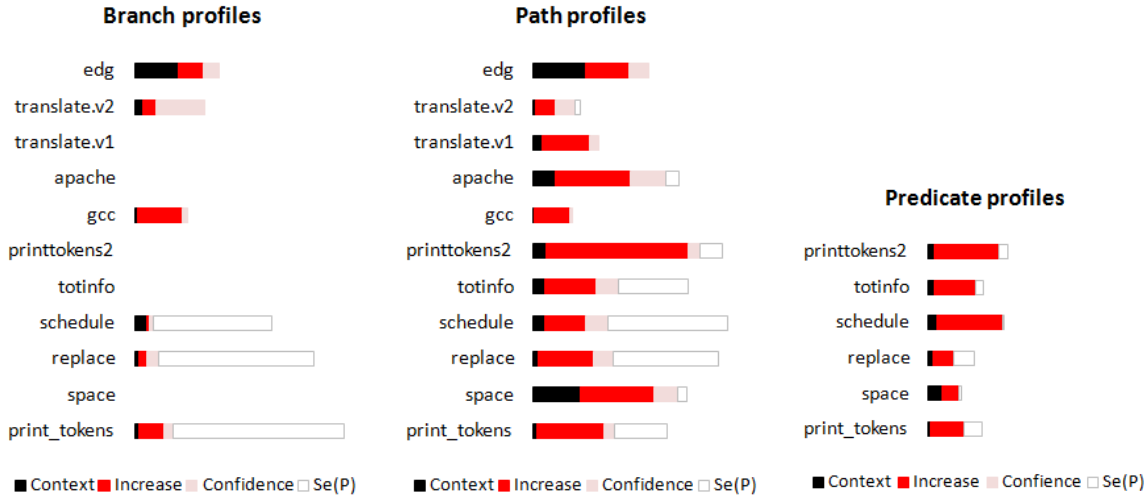 Branch profiles
edg
translate.v2
translate.v1
apache
gcc
printtokens2
totinfo
schedule
replace
space
print_tokens
Context Increase Confidence Se(P)
Path profiles
edg
translate.v2
translate.v1
apache
gcc
printtokens2
totinfo
schedule
replace
space
print_tokens
Context Increase Confidence Se(P)
Predicate profiles
printtokens2
totinfo
schedule
replace
space
print_tokens
Context Increase Confience Se(P)